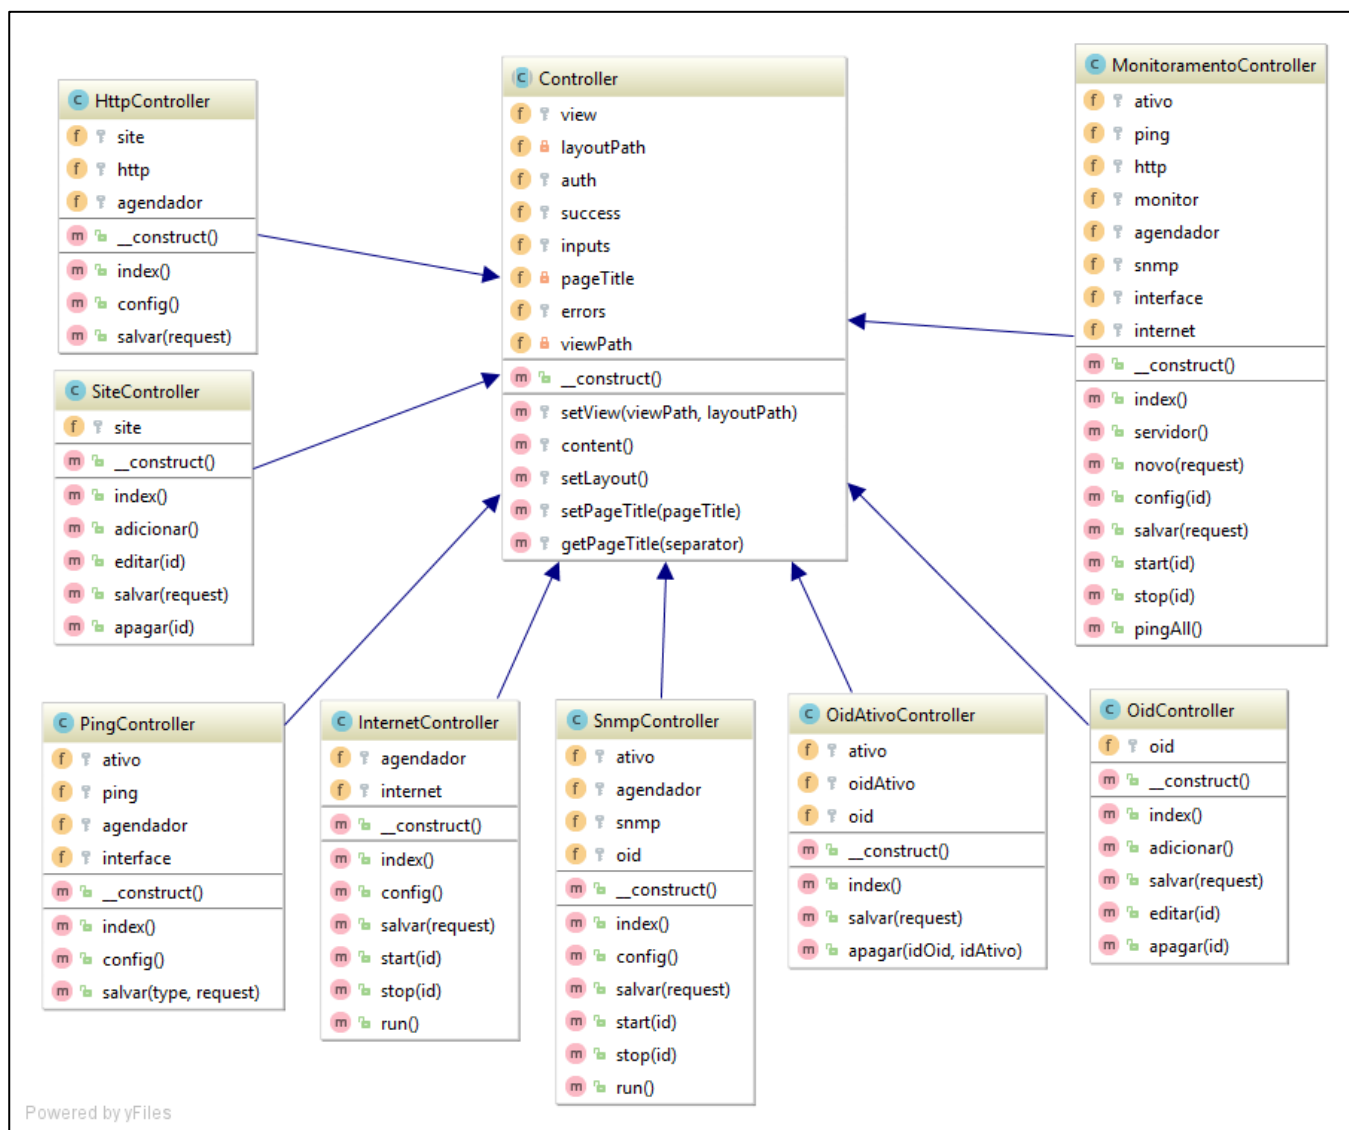 HttpController
site
http
agendador
__construct()
index()
config()
salvar(request)
SiteController
site
__construct()
index()
adicionar()
editar(id)
salvar(request)
apagar(id)
Controller
view
layoutPath
auth
success
inputs
pageTitle
errors
viewPath
__construct()
setView(viewPath, layoutPath)
content()
setLayout()
setPageTitle(pageTitle)
getPageTitle(separator)
MonitoramentoController
ativo
ping
http
monitor
agendador
snmp
interface
internet
__construct()
index()
servidor()
novo(request)
config(id)
salvar(request)
start(id)
stop(id)
pingAll()
PingController
ativo
ping
agendador
interface
__construct()
index()
config()
salvar(type, request)
InternetController
agendador
internet
__construct()
index()
config()
salvar(request)
start(id)
stop(id)
run()
SnmpController
ativo
agendador
snmp
oid
__construct()
index()
config()
salvar(request)
start(id)
stop(id)
run()
OidAtivoController
ativo
oidAtivo
oid
__construct()
index()
salvar(request)
apagar(idOid, idAtivo)
OidController
oid
__construct()
index()
adicionar()
salvar(request)
editar(id)
apagar(id)
Powered by yFiles